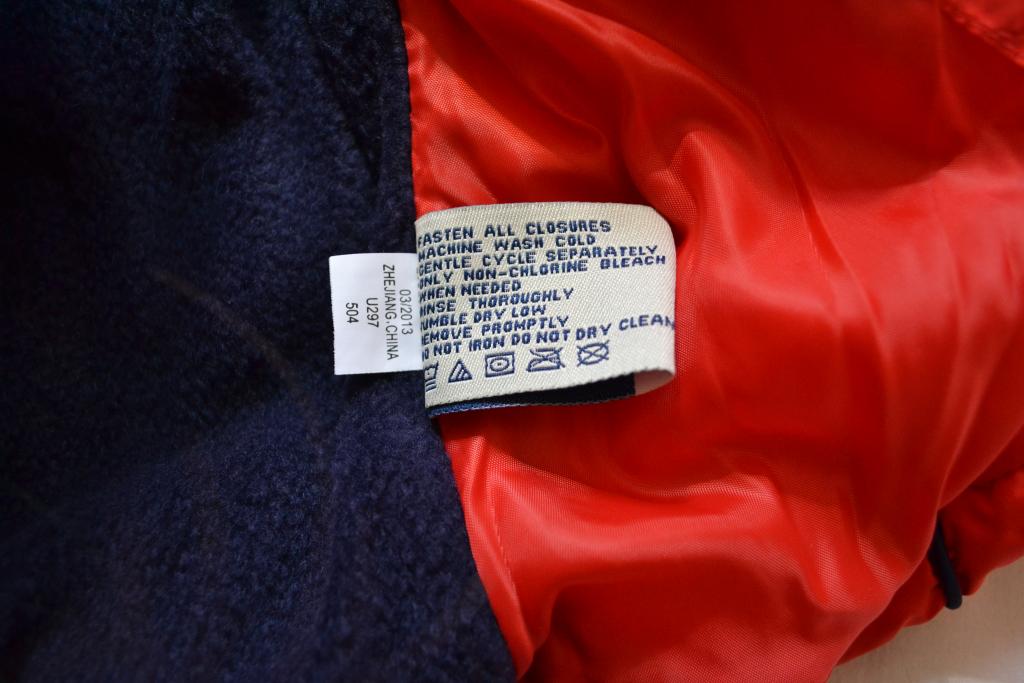 FASTEN ALL CLOSURES
MACHINE WASH COLD
GENTLE CYCLE SEPARATELY
ONLY NON-CHLORINE BLEACH
WHEN NEEDED
RINSE THOROUGHLY
TUMBLE DRY LOW
REMOVE PROMPTLY
DO NOT IRON DO NOT DRY CLEAN
03/2013
ZHEJIANG.CHINA
U297
504